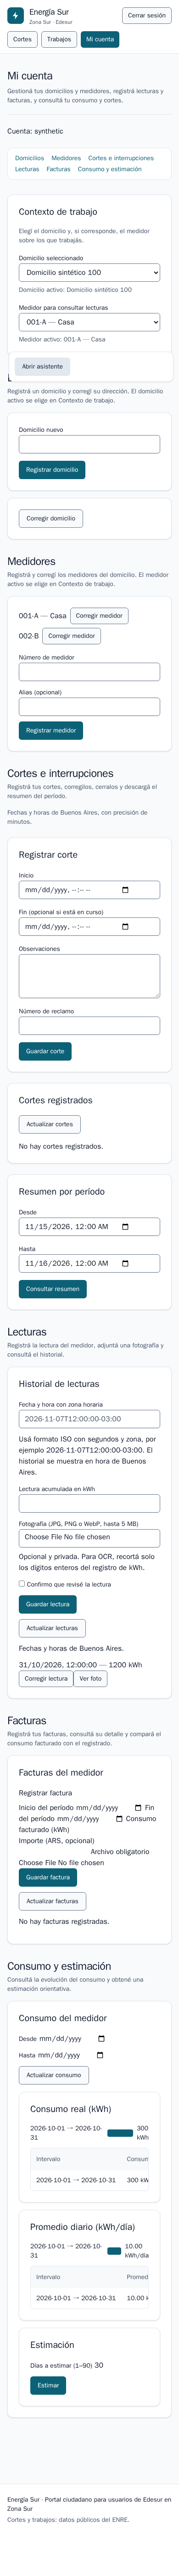 Energía Sur
Zona Sur · Edesur
Cerrar sesión
Cortes
Trabajos
Mi cuenta
Mi cuenta
Gestioná tus domicilios y medidores, registrá lecturas y
facturas, y consultá tu consumo y cortes.
Cuenta: synthetic
Domicilios Medidores Cortes e interrupciones
Lecturas Facturas Consumo y estimación
Contexto de trabajo
Elegí el domicilio y, si corresponde, el medidor
sobre los que trabajás.
Domicilio seleccionado
Domicilio sintético 100
Domicilio activo: Domicilio sintético 100
Medidor para consultar lecturas
001-A — Casa
Medidor activo: 001-A — Casa
Abrir asistente
Registrá un domicilio y corregí su dirección. El domicilio
activo se elige en Contexto de trabajo.
Domicilio nuevo
Registrar domicilio
Corregir domicilio
Medidores
Registrá y corregí los medidores del domicilio. El medidor
activo se elige en Contexto de trabajo.
001-A — Casa Corregir medidor
002-B Corregir medidor
Número de medidor
Alias (opcional)
Registrar medidor
Cortes e interrupciones
Registrá tus cortes, corregilos, cerralos y descargá el
resumen del período.
Fechas y horas de Buenos Aires, con precisión de
minutos.
Registrar corte
Inicio
mm/dd/yyyy, --:-- --
Fin (opcional si está en curso)
mm/dd/yyyy, --:-- --
Observaciones
Número de reclamo
Guardar corte
Cortes registrados
Actualizar cortes
No hay cortes registrados.
Resumen por período
Desde
11/15/2026, 12:00 AM
Hasta
11/16/2026, 12:00 AM
Consultar resumen
Lecturas
Registrá la lectura del medidor, adjuntá una fotografía y
consultá el historial.
Historial de lecturas
Fecha y hora con zona horaria
2026-11-07T12:00:00-03:00
Usá formato ISO con segundos y zona, por
ejemplo 2026-11-07T12:00:00-03:00. El
historial se muestra en hora de Buenos
Aires.
Lectura acumulada en kWh
Fotografía (JPG, PNG o WebP, hasta 5 MB)
Choose File No file chosen
Opcional y privada. Para OCR, recortá solo
los dígitos enteros del registro de kWh.
Confirmo que revisé la lectura
Guardar lectura
Actualizar lecturas
Fechas y horas de Buenos Aires.
31/10/2026, 12:00:00 — 1200 kWh
Corregir lectura Ver foto
Facturas
Registrá tus facturas, consultá su detalle y compará el
consumo facturado con el registrado.
Facturas del medidor
Registrar factura
Inicio del período mm/dd/yyyy Fin
del período mm/dd/yyyy Consumo
facturado (kWh)
Importe (ARS, opcional)
Archivo obligatorio
Choose File No file chosen
Guardar factura
Actualizar facturas
No hay facturas registradas.
Consumo y estimación
Consultá la evolución del consumo y obtené una
estimación orientativa.
Consumo del medidor
Desde mm/dd/yyyy
Hasta mm/dd/yyyy
Actualizar consumo
Consumo real (kWh)
2026-10-01 → 2026-10-31
300 kWh
Intervalo
2026-10-01 → 2026-10-31
Promedio diario (kWh/día)
2026-10-01 → 2026-10-31
10.00 kWh/día
Intervalo
2026-10-01 → 2026-10-31
Estimación
Días a estimar (1–90) 30
Estimar
Energía Sur · Portal ciudadano para usuarios de Edesur en
Zona Sur
Cortes y trabajos: datos públicos del ENRE.